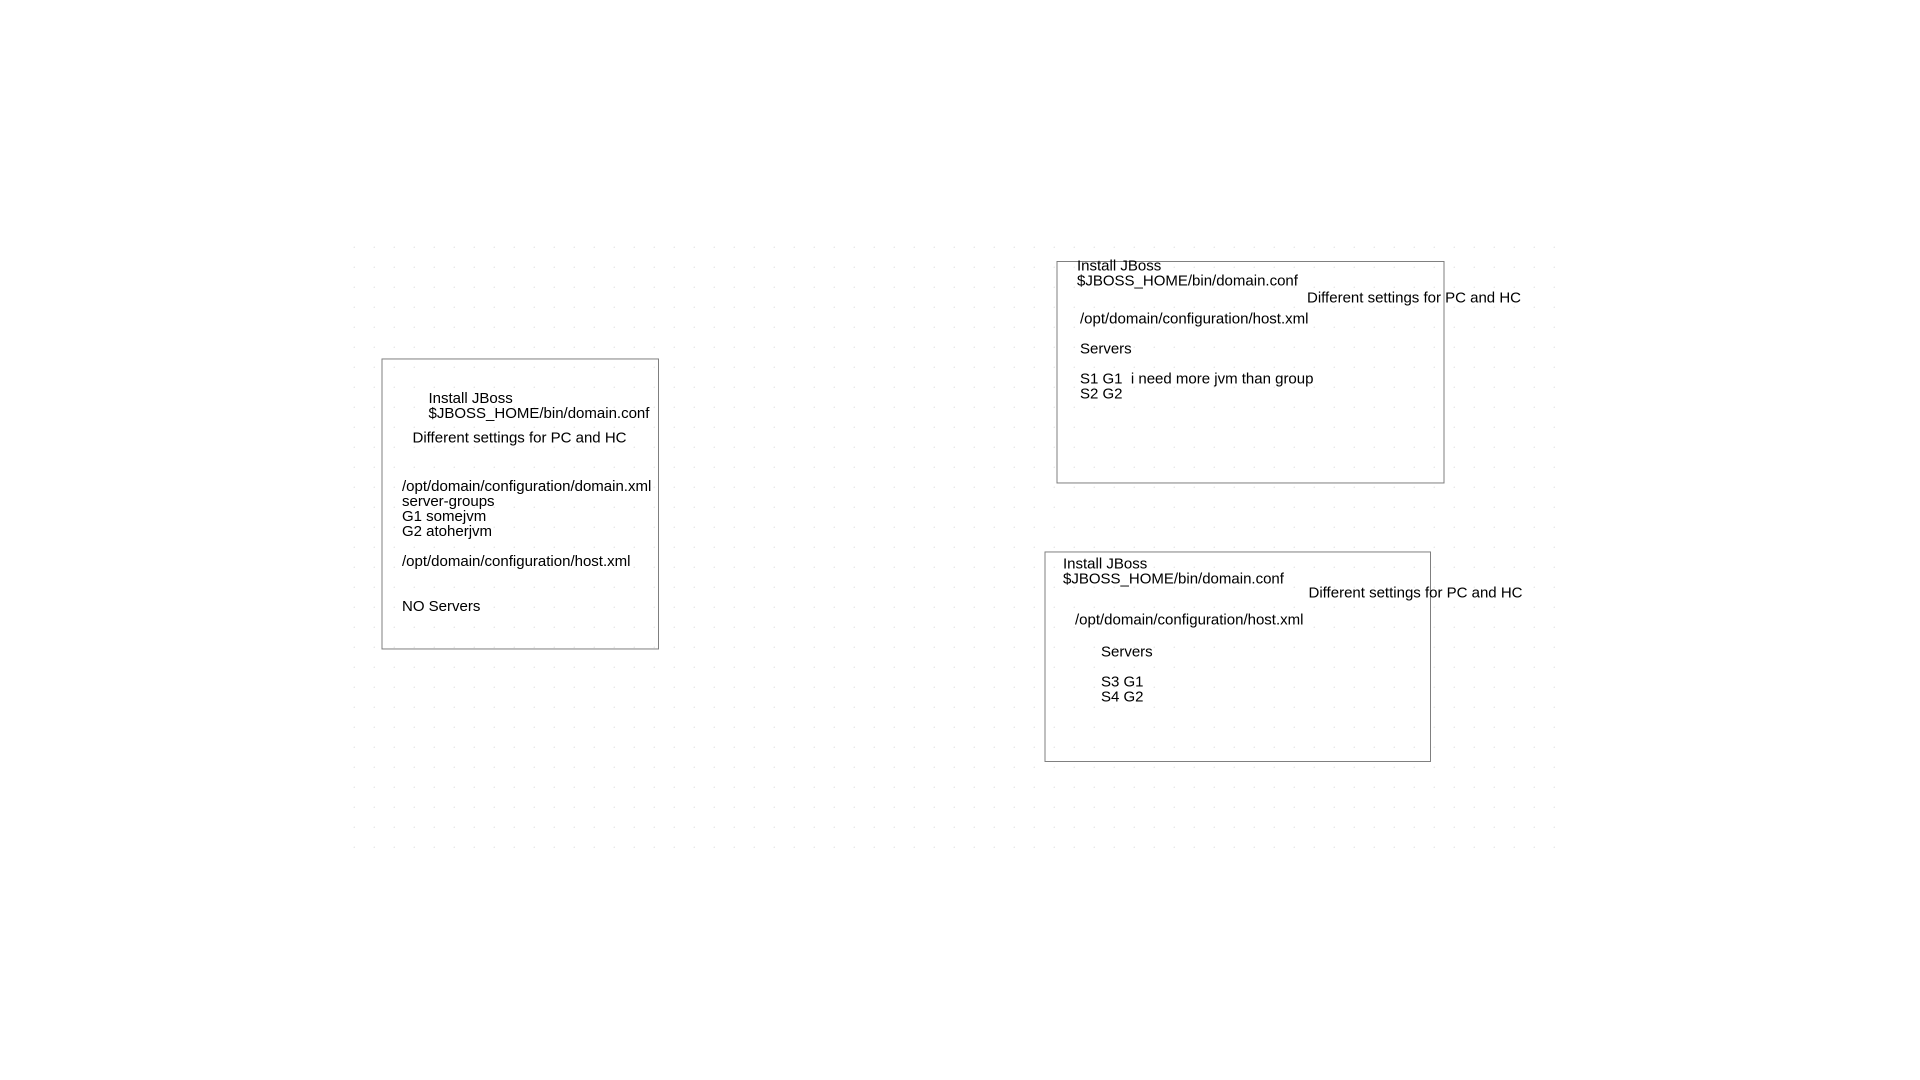 Install JBoss
$JBOSS_HOME/bin/domain.conf
Different settings for PC and HC
/opt/domain/configuration/domain.xml
server-groups
G1 somejvm
G2 atoherjvm
/opt/domain/configuration/host.xml
NO Servers
Install JBoss
$JBOSS_HOME/bin/domain.conf
Different settings for PC and HC
/opt/domain/configuration/host.xml
Servers
S1 G1  i need more jvm than group
S2 G2
Install JBoss
$JBOSS_HOME/bin/domain.conf
Different settings for PC and HC
/opt/domain/configuration/host.xml
Servers
S3 G1
S4 G2